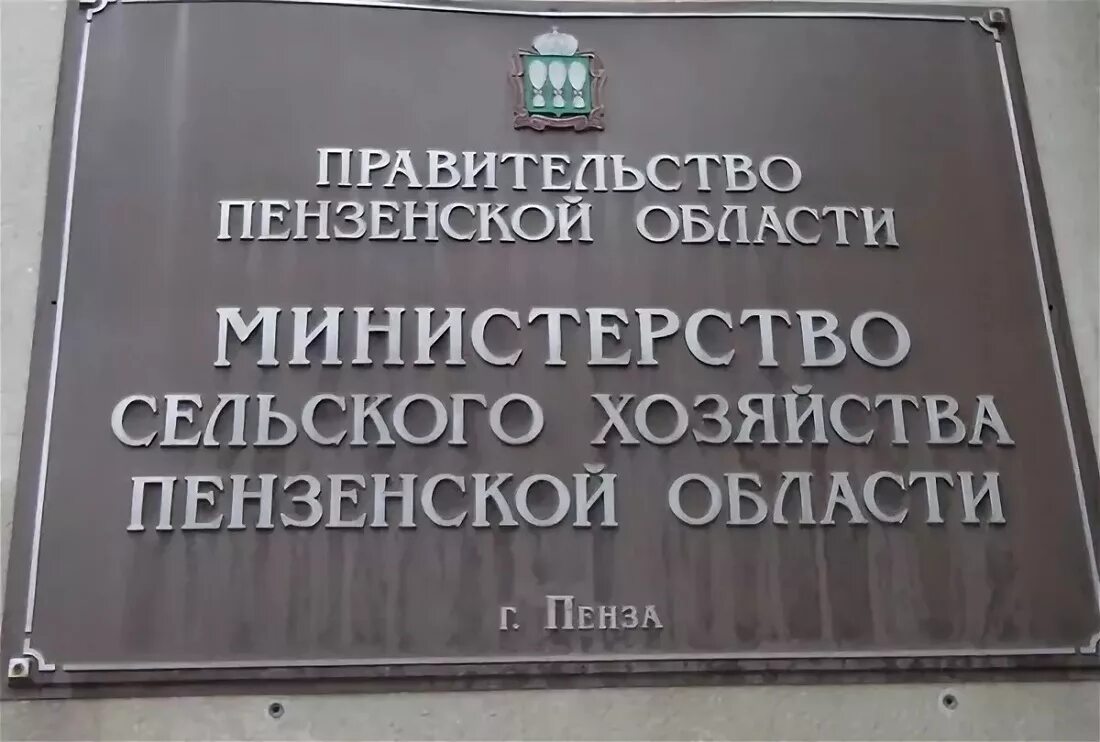 ПРАВИТЕЛЬСТВО
ПЕНЗЕНСКОЙ ОБЛАСТИ
МИНИСТЕРСТВО
СЕЛЬСКОГО ХОЗЯЙСТВА
ПЕНЗЕНСКОЙ ОБЛАСТИ
г. ПЕНЗА